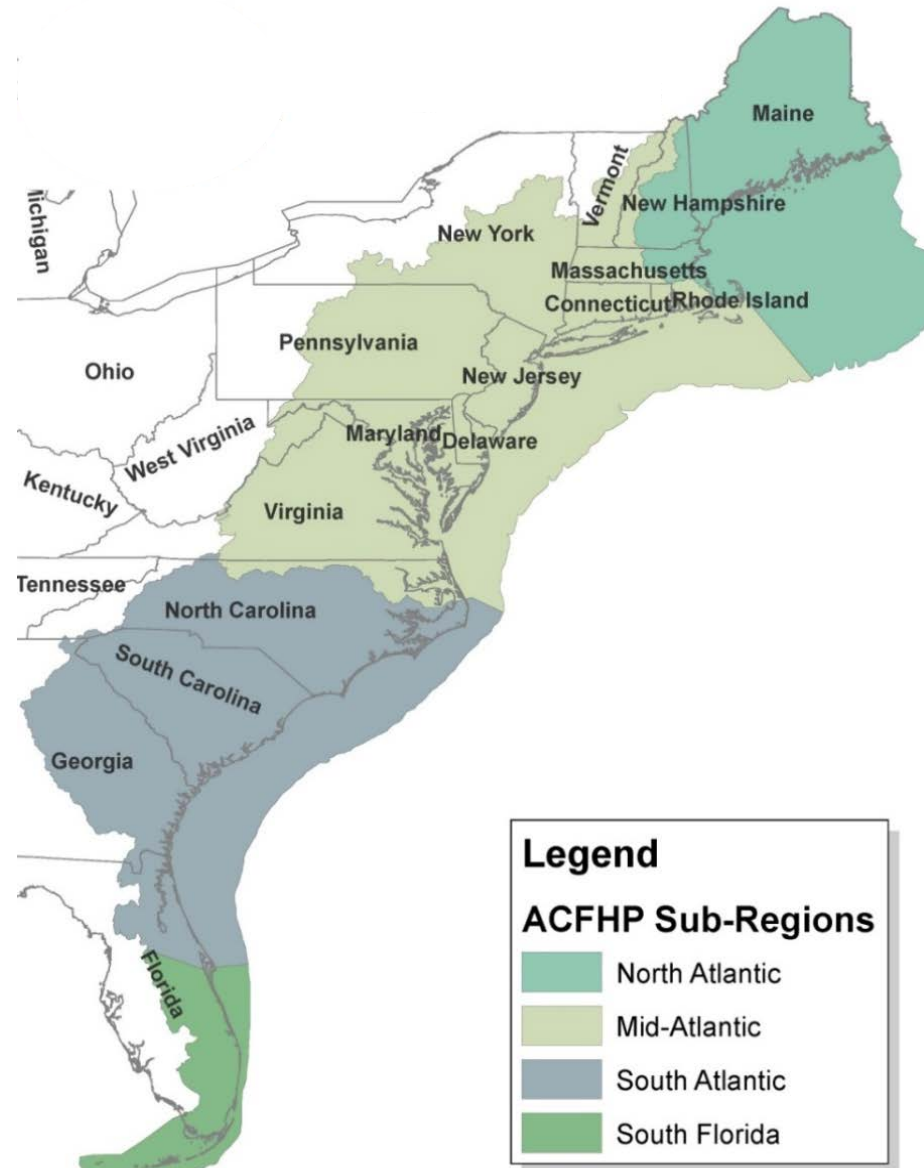 Maine
Vermont
New Hampshire
New York
Massachusetts
Connecticut
Rhode Island
Pennsylvania
New Jersey
Ohio
Maryland
Delaware
West Virginia
Kentucky
Virginia
Tennessee
North Carolina
South Carolina
Georgia
Florida
Legend
ACFHP Sub-Regions
North Atlantic
Mid-Atlantic
South Atlantic
South Florida